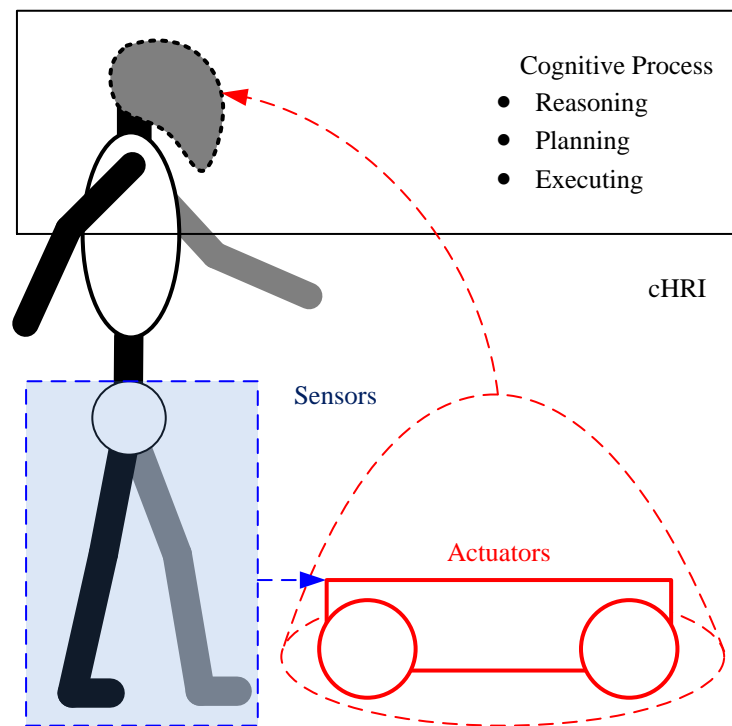 Cognitive Process
Reasoning
Planning
Executing
cHRI
Sensors
Actuators